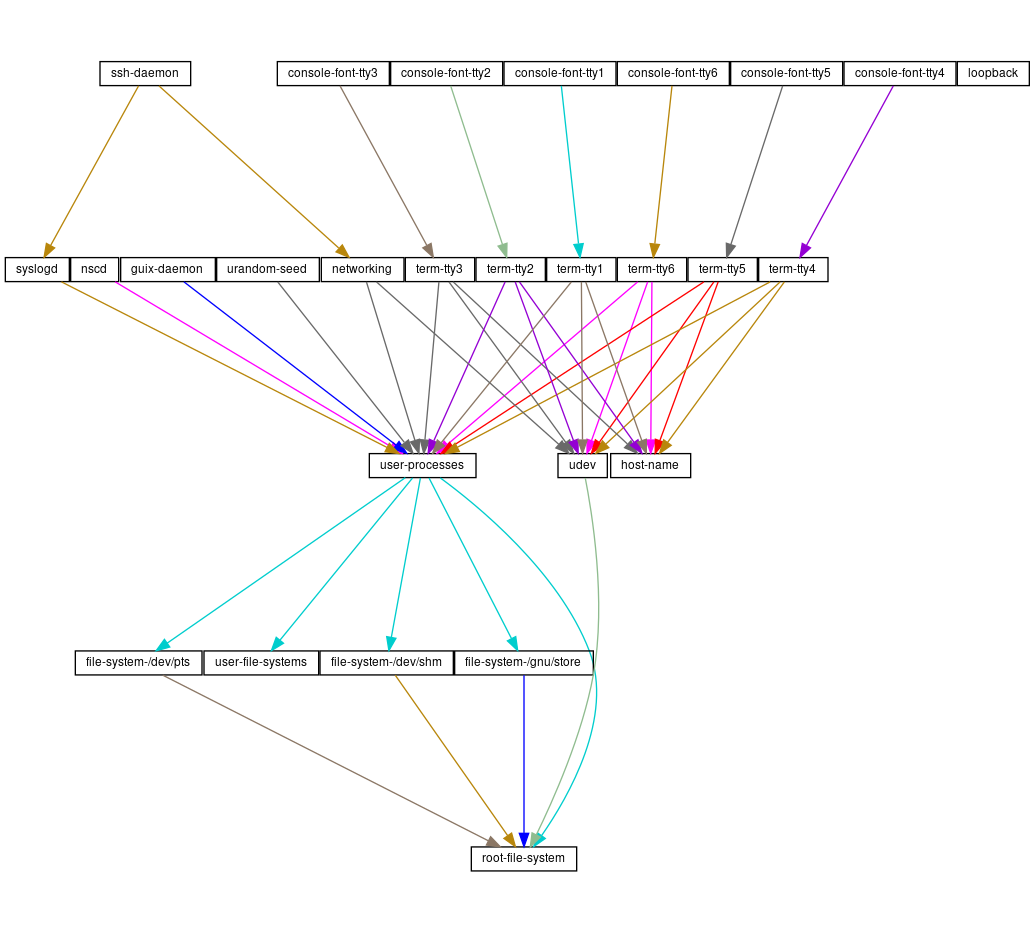 ssh-daemon console-font-tty3 console-font-tty2 console-font-tty1 console-font-tty6 console-font-tty5 console-font-tty4 loopback
syslogd nscd guix-daemon urandom-seed networking term-tty3 term-tty2 term-tty1 term-tty6 term-tty5 term-tty4
user-processes udev host-name
file-system-/dev/pts user-file-systems file-system-/dev/shm file-system-/gnu/store
root-file-system